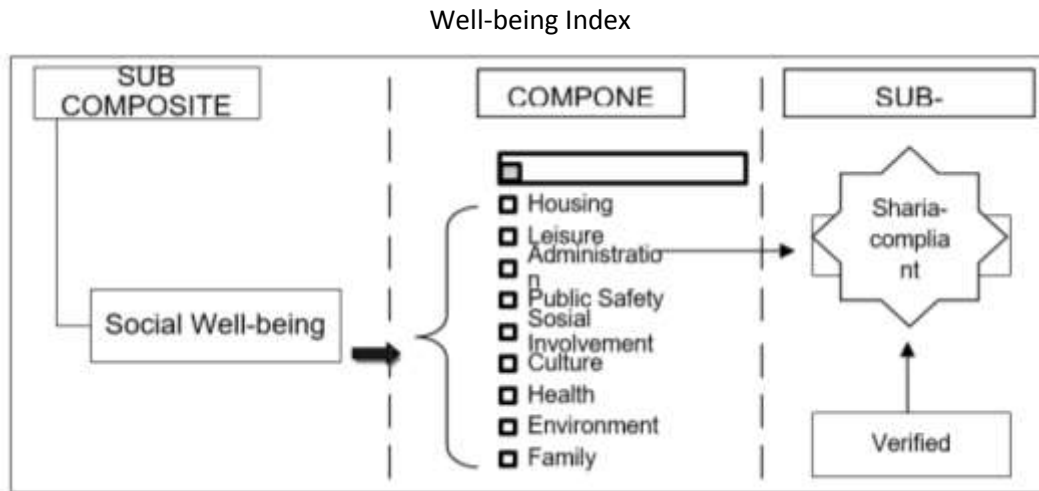 Well-being Index
SUB
COMPOSITE
COMPONE
SUB-
Housing
Leisure
Administratio
n
Public Safety
Sosial
Involvement
Culture
Health
Environment
Family
Social Well-being
Sharia-
complia
nt
Verified